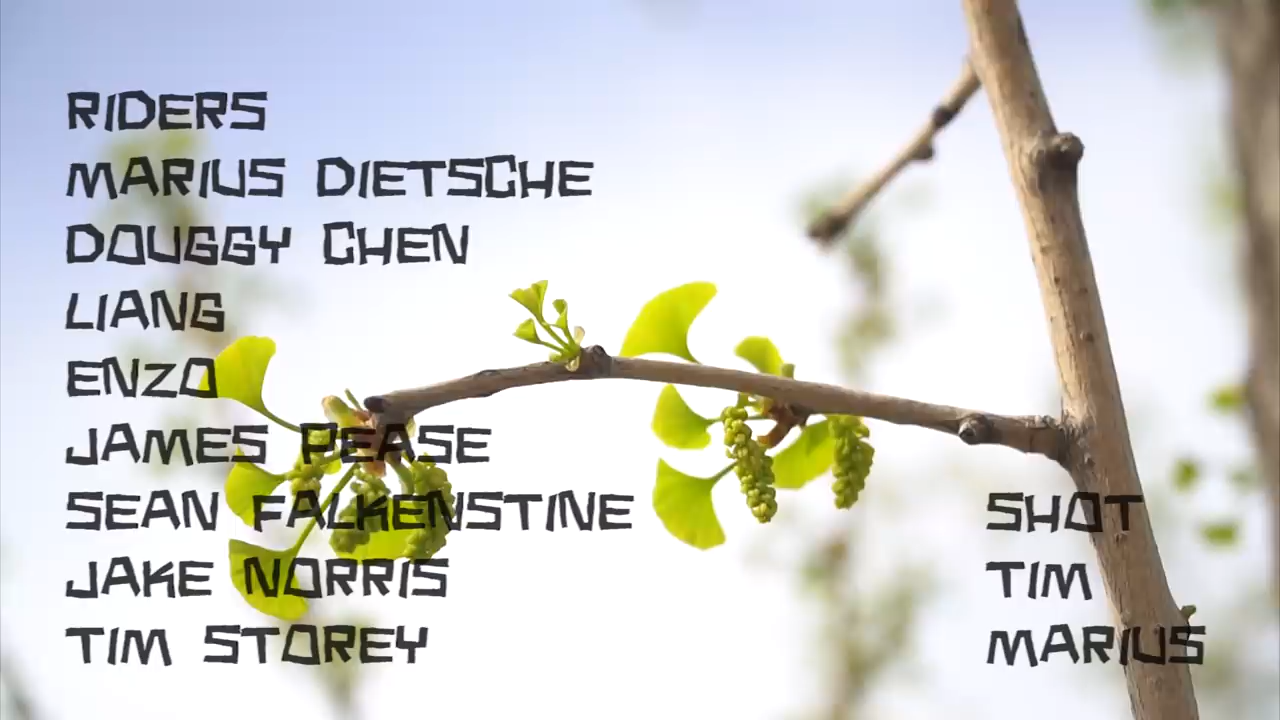 RIDERS
MARIUS DIETSCHE
DOUGGY CHEN
LIANG
ENZO
JAMES PEASE
SEAN FALKENSTINE
JAKE NORRIS
TIM STOREY
SHOT
TIM
MARIUS